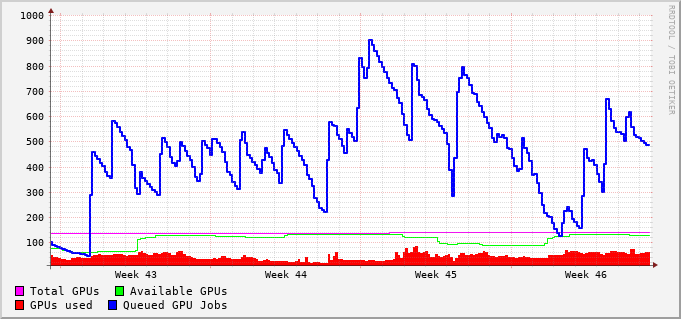 1000
900
800
700
600
500
400
300
200
100
Week 43 Week 44 Week 45 Week 46
Total GPUs Available GPUs
GPUs used Queued GPU Jobs
RRDTOOL / TOBI OETIKER